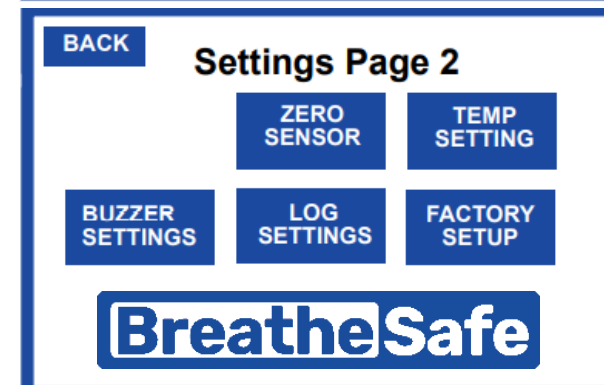 BACK
Settings Page 2
ZERO
SENSOR
TEMP
SETTING
BUZZER
SETTINGS
LOG
SETTINGS
FACTORY
SETUP
BreatheSafe